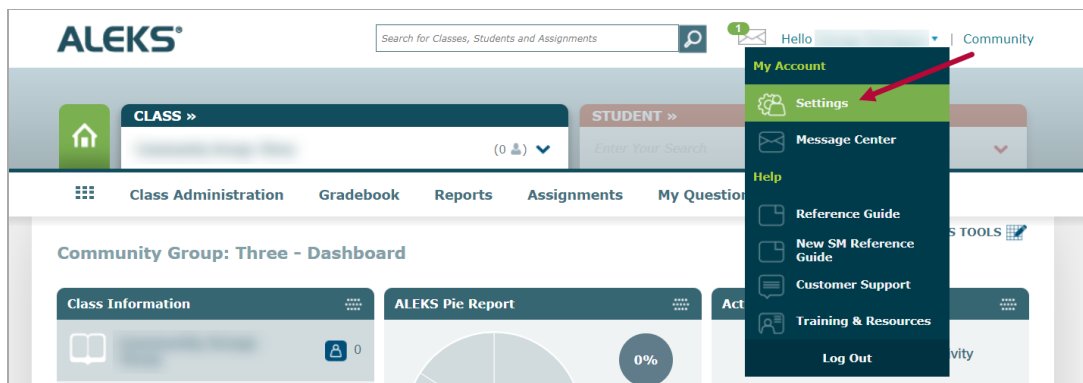 ALEKS®
Search for Classes, Students and Assignments
1
Hello
| Community
My Account
Settings
Message Center
Help
Reference Guide
New SM Reference
Guide
Customer Support
Training & Resources
Log Out
CLASS »
(0)
STUDENT »
Enter Your Search
Class Administration
Gradebook
Reports
Assignments
My Question
S TOOLS
Community Group: Three - Dashboard
Class Information
0
ALEKS Pie Report
0%
Act
vity